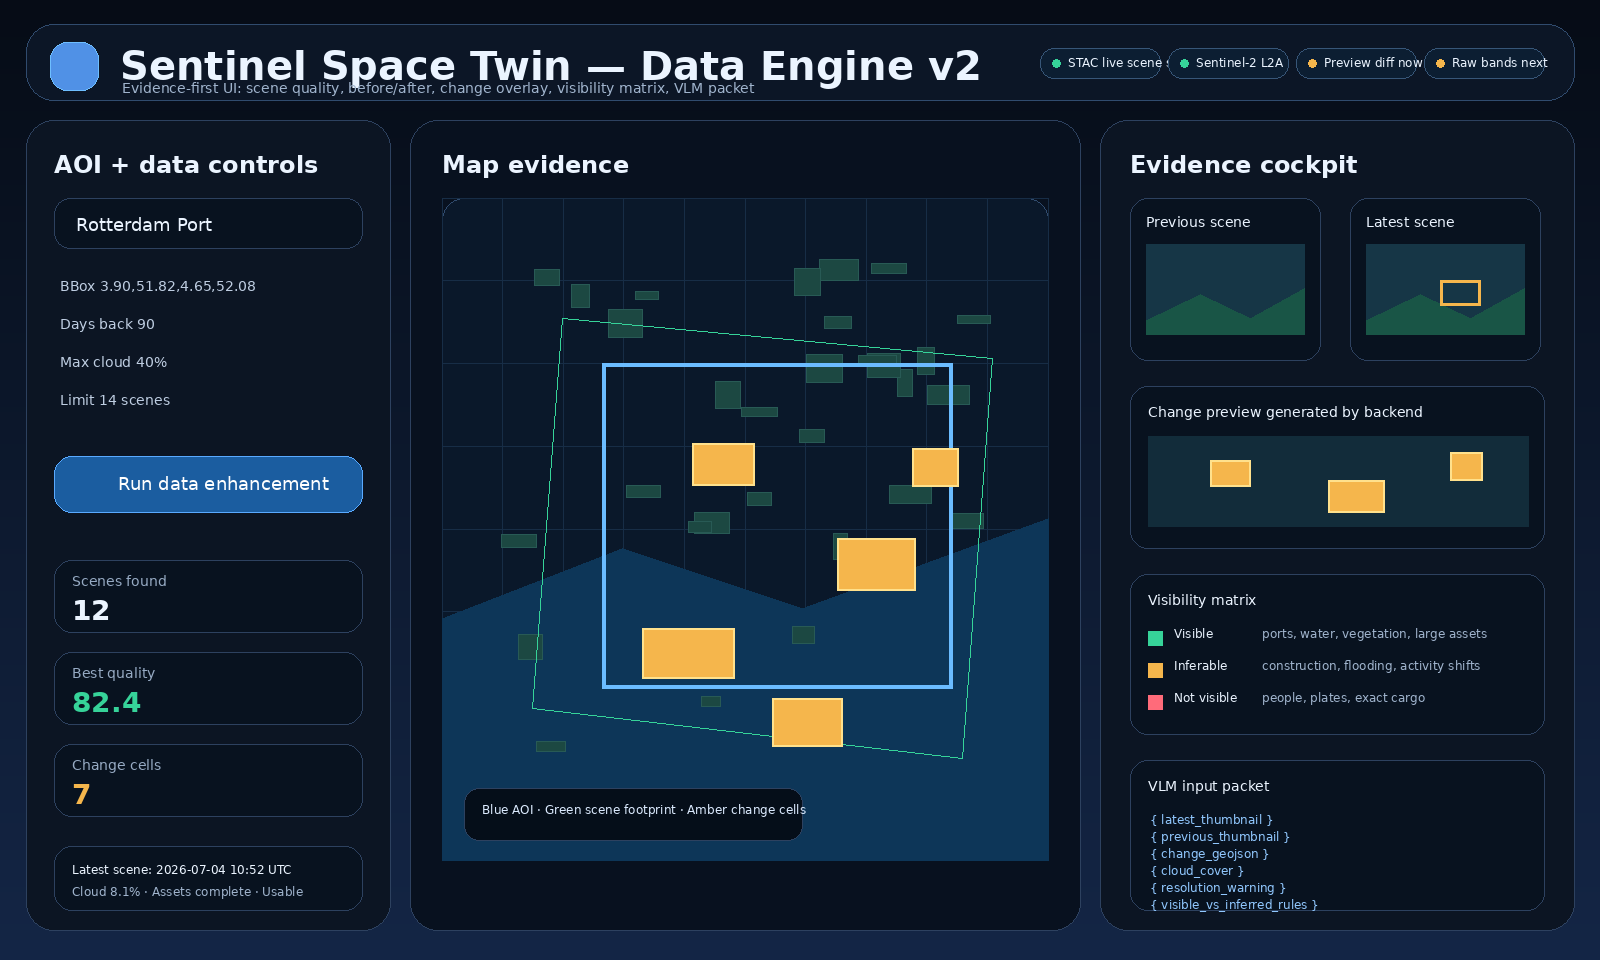 Sentinel Space Twin — Data Engine v2
Evidence-first UI: scene quality, before/after, change overlay, visibility matrix, VLM packet
STAC live scene s
Sentinel-2 L2A
Preview diff now
Raw bands next
AOI + data controls
Rotterdam Port
BBox 3.90,51.82,4.65,52.08
Days back 90
Max cloud 40%
Limit 14 scenes
Run data enhancement
Scenes found
12
Best quality
82.4
Change cells
7
Latest scene: 2026-07-04 10:52 UTC
Cloud 8.1% · Assets complete · Usable
Map evidence
Blue AOI · Green scene footprint · Amber change cells
Evidence cockpit
Previous scene
Latest scene
Change preview generated by backend
Visibility matrix
Visible ports, water, vegetation, large assets
Inferable construction, flooding, activity shifts
Not visible people, plates, exact cargo
VLM input packet
{ latest_thumbnail }
{ previous_thumbnail }
{ change_geojson }
{ cloud_cover }
{ resolution_warning }
{ visible_vs_inferred_rules }